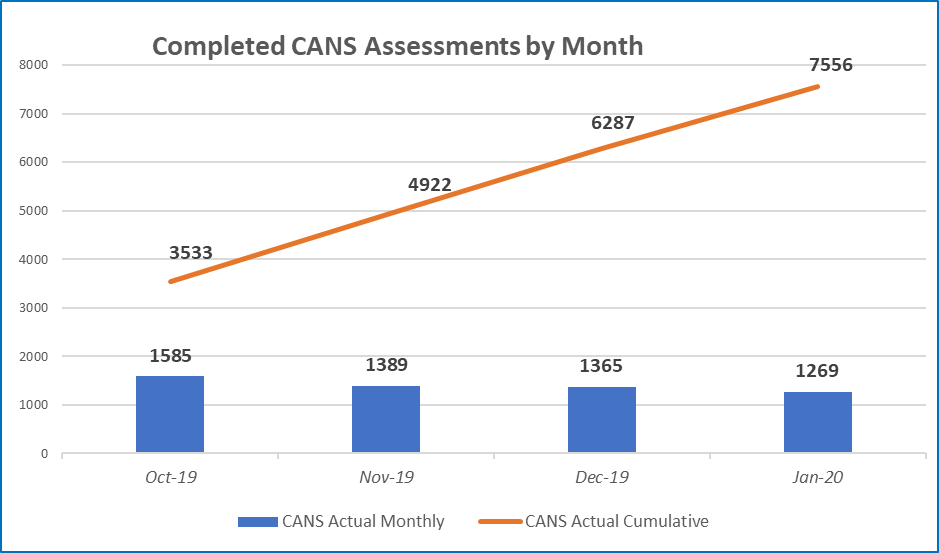 Completed CANS Assessments by Month
8000
7000
6000
5000
4000
3000
2000
1000
0
3533
4922
6287
7556
1585
1389
1365
1269
Oct-19
Nov-19
Dec-19
Jan-20
CANS Actual Monthly
CANS Actual Cumulative